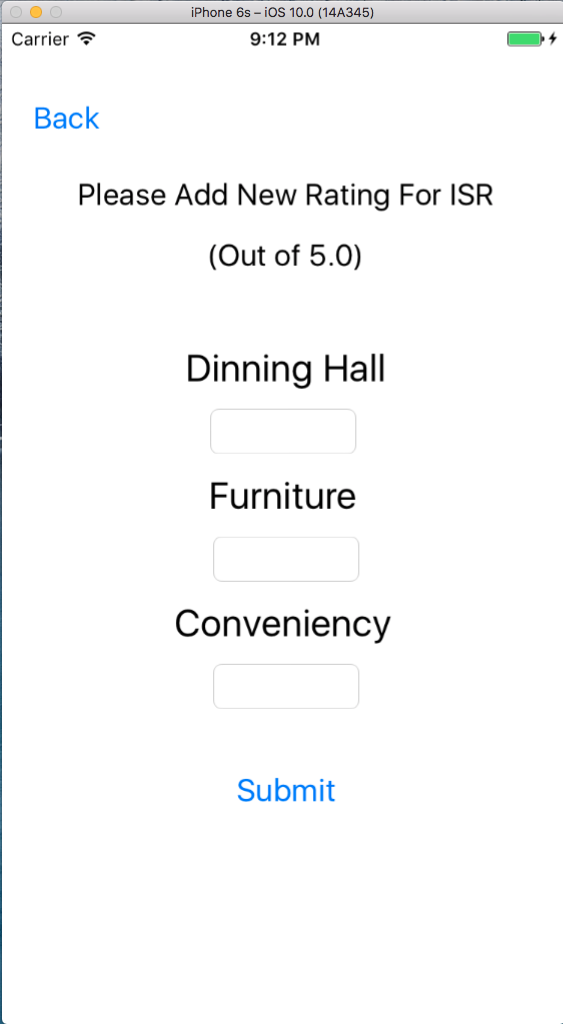 iPhone 6s – iOS 10.0 (14A345)
Carrier 9:12 PM
Back
Please Add New Rating For ISR
(Out of 5.0)
Dinning Hall
Furniture
Conveniency
Submit